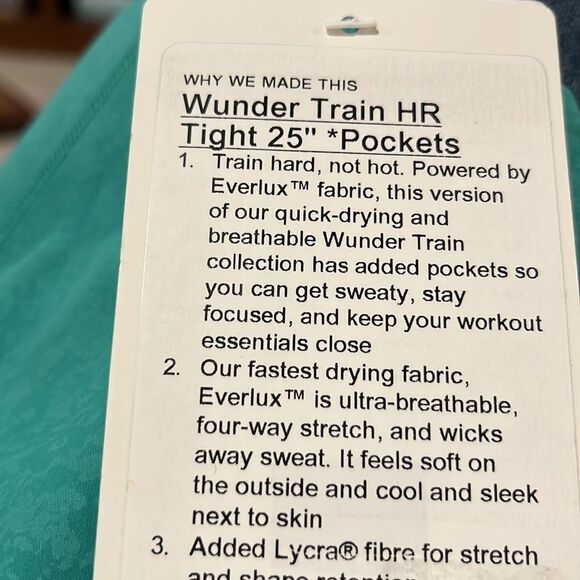 WHY WE MADE THIS
Wunder Train HR
Tight 25" *Pockets
1. Train hard, not hot. Powered by
Everlux™ fabric, this version
of our quick-drying and
breathable Wunder Train
collection has added pockets so
you can get sweaty, stay
focused, and keep your workout
essentials close
2. Our fastest drying fabric,
Everlux™ is ultra-breathable,
four-way stretch, and wicks
away sweat. It feels soft on
the outside and cool and sleek
next to skin
3. Added Lycra® fibre for stretch
and shape retention